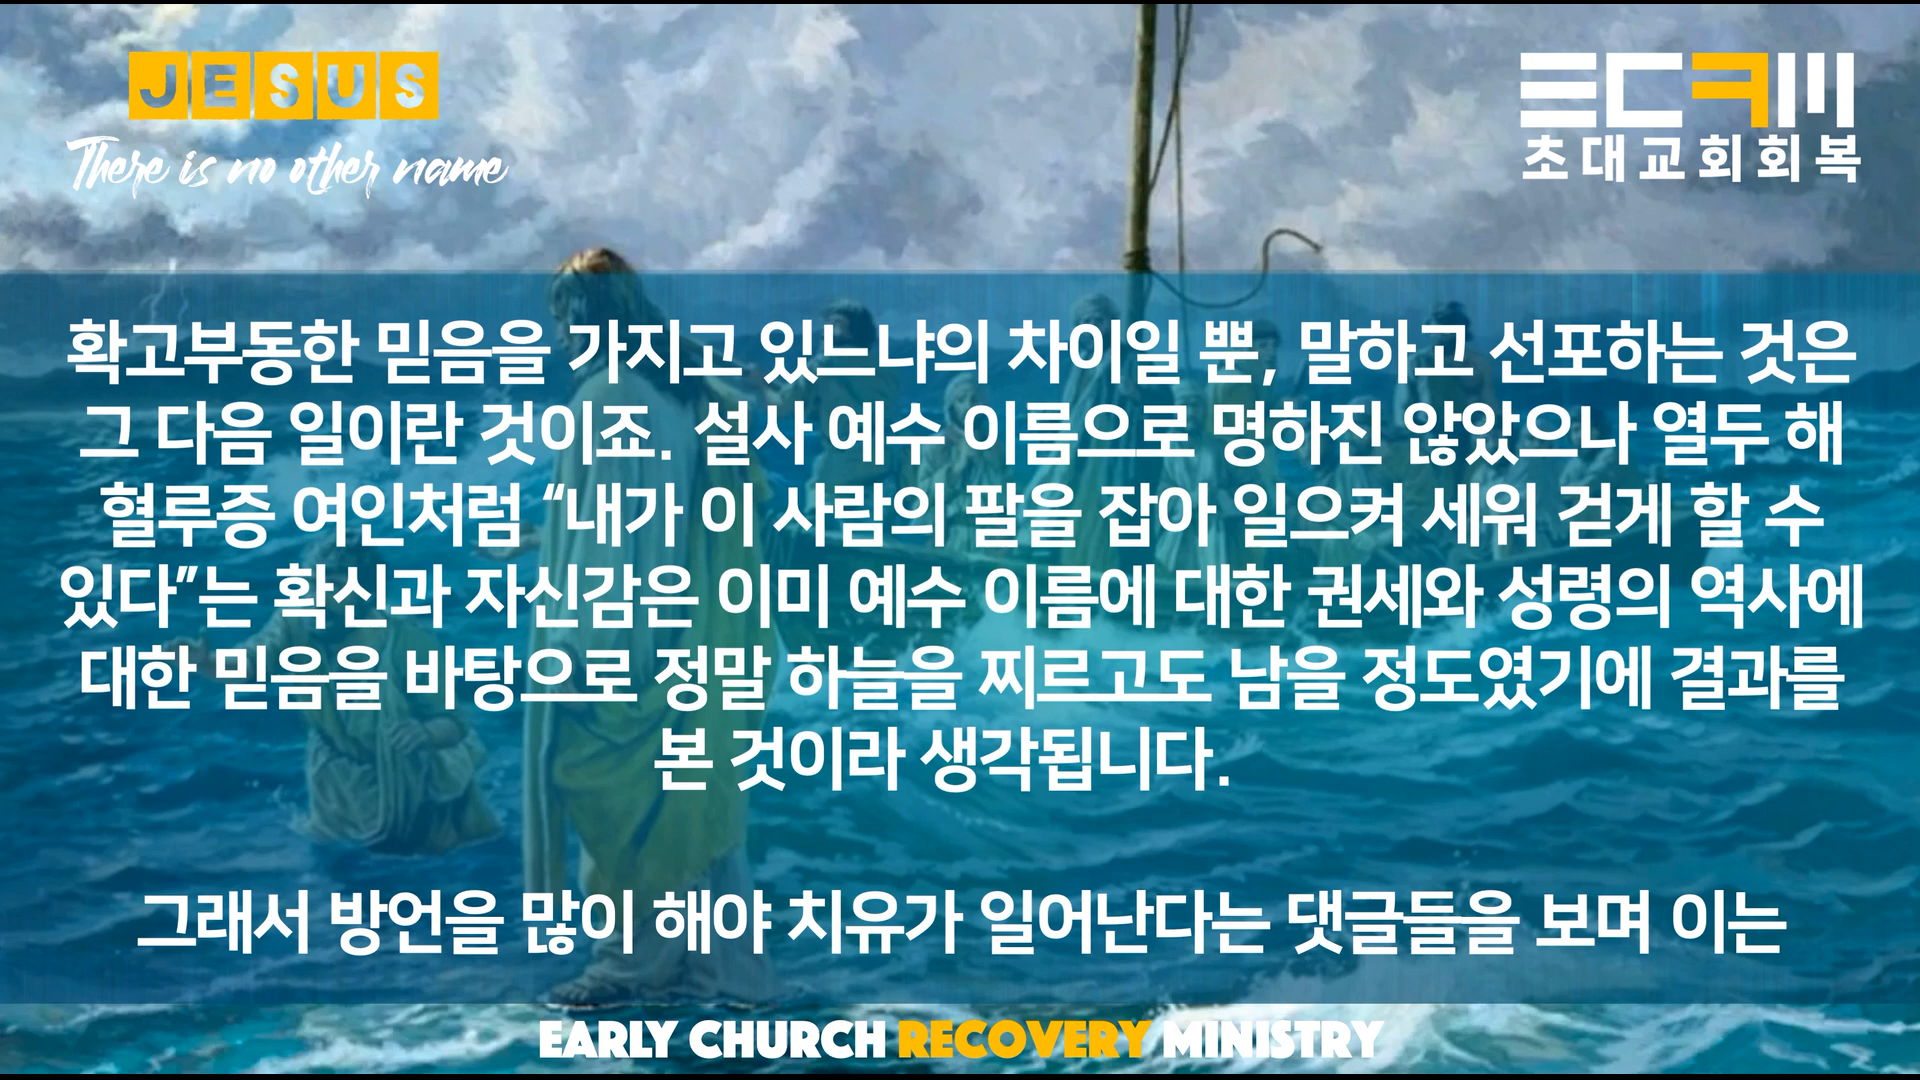 JESUS
There is no other name
초대교회회복
확고부동한 믿음을 가지고 있느냐의 차이일 뿐, 말하고 선포하는 것은
그 다음 일이란 것이죠. 설사 예수 이름으로 명하진 않았으나 열두 해
혈루증 여인처럼 “내가 이 사람의 팔을 잡아 일으켜 세워 걷게 할 수
있다”는 확신과 자신감은 이미 예수 이름에 대한 권세와 성령의 역사에
대한 믿음을 바탕으로 정말 하늘을 찌르고도 남을 정도였기에 결과를
본 것이라 생각됩니다.
그래서 방언을 많이 해야 치유가 일어난다는 댓글들을 보며 이는
EARLY CHURCH RECOVERY MINISTRY